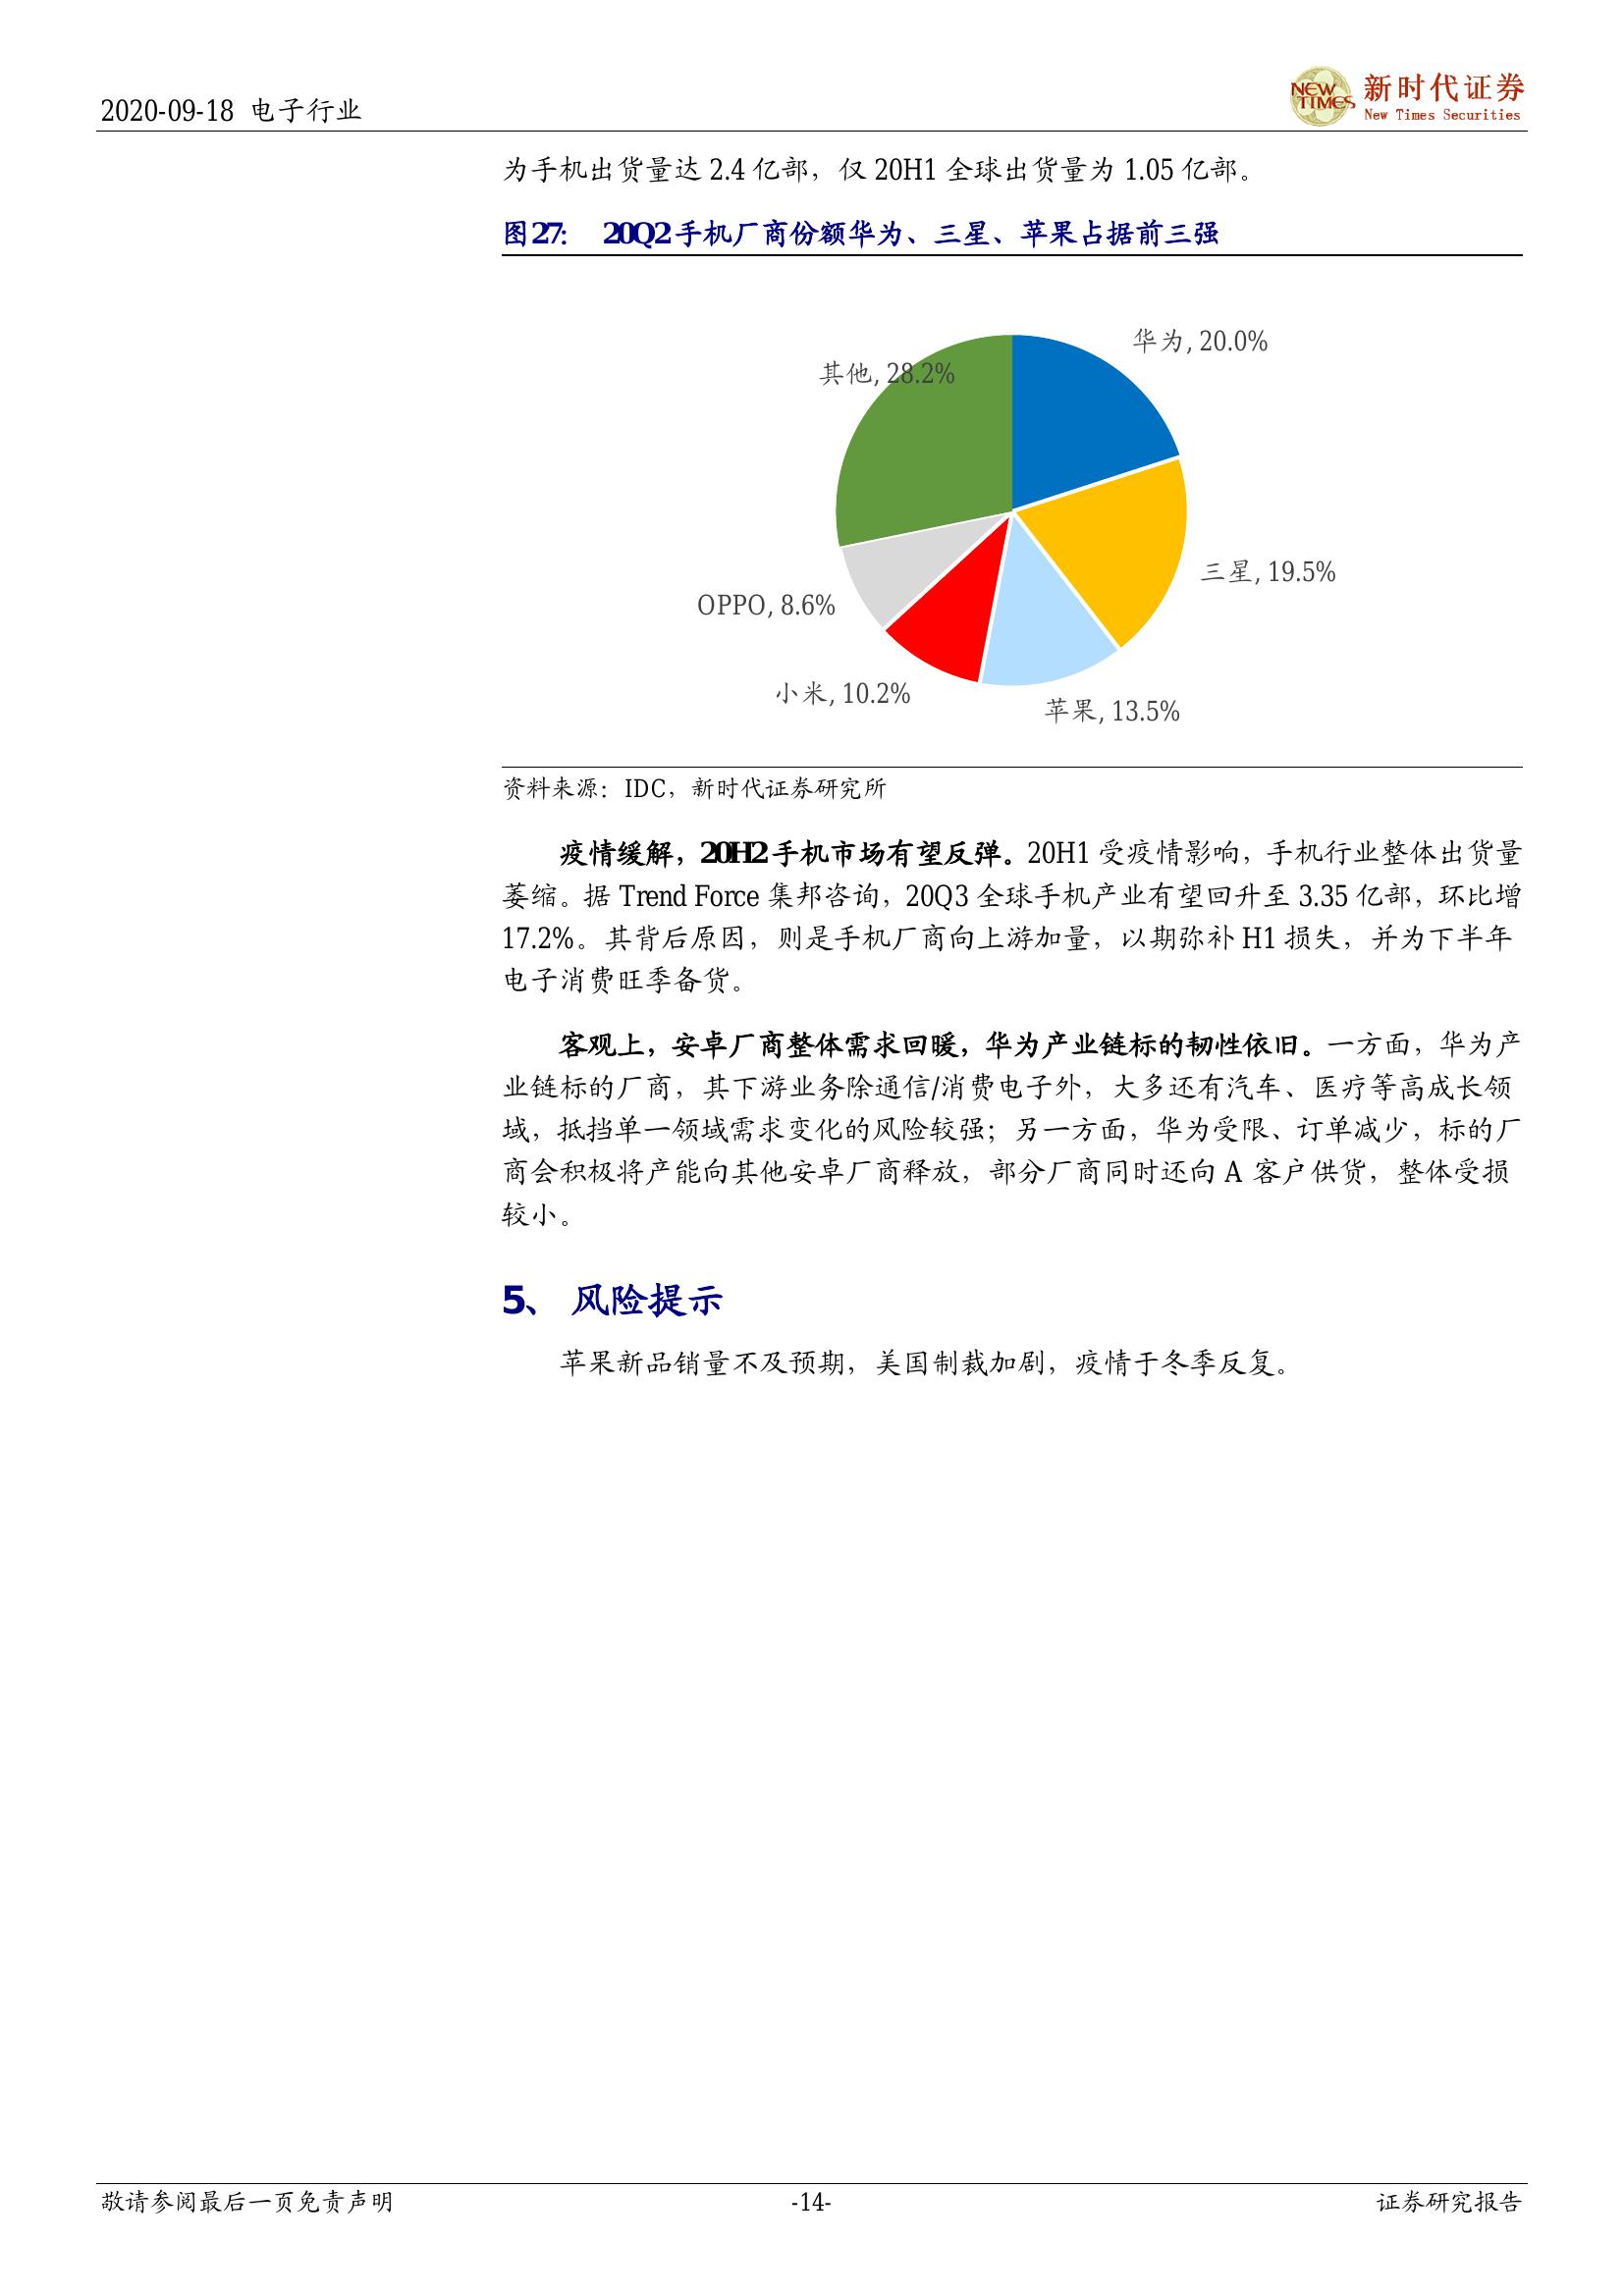 2020-09-18 电子行业
NEW TIMES
新时代证券
New Times Securities
为手机出货量达 2.4 亿部，仅 20H1 全球出货量为 1.05 亿部。
图27： 20Q2手机厂商份额华为、三星、苹果占据前三强
华为, 20.0%
其他, 28.2%
三星, 19.5%
OPPO, 8.6%
小米, 10.2%
苹果, 13.5%
资料来源：IDC，新时代证券研究所
疫情缓解，20H2手机市场有望反弹。20H1 受疫情影响，手机行业整体出货量
萎缩。据 Trend Force 集邦咨询，20Q3 全球手机产业有望回升至 3.35 亿部，环比增
17.2%。其背后原因，则是手机厂商向上游加量，以期弥补 H1 损失，并为下半年
电子消费旺季备货。
客观上，安卓厂商整体需求回暖，华为产业链标的韧性依旧。一方面，华为产
业链标的厂商，其下游业务除通信/消费电子外，大多还有汽车、医疗等高成长领
域，抵挡单一领域需求变化的风险较强；另一方面，华为受限、订单减少，标的厂
商会积极将产能向其他安卓厂商释放，部分厂商同时还向 A 客户供货，整体受损
较小。
5、 风险提示
苹果新品销量不及预期，美国制裁加剧，疫情于冬季反复。
敬请参阅最后一页免责声明
-14-
证券研究报告